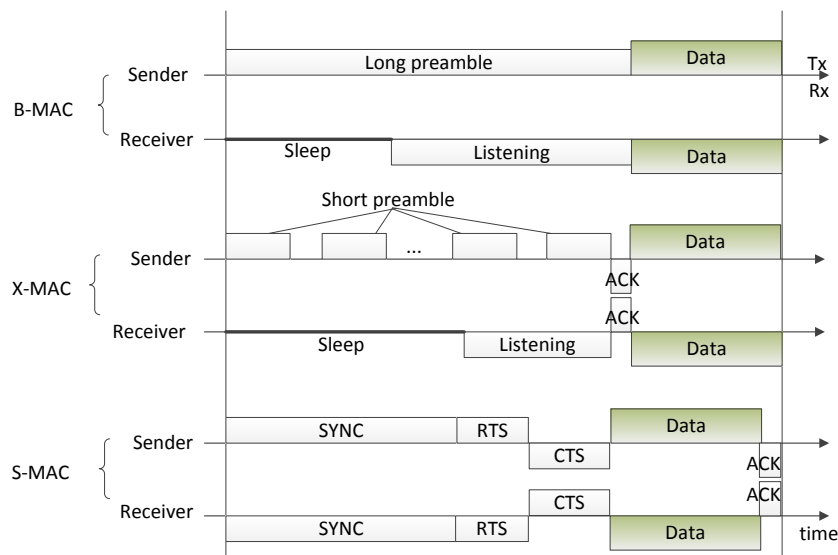 Long preamble
Data
Tx
Sender
Rx
B-MAC
Receiver
Sleep
Listening
Data
Short preamble
...
Data
Sender
ACK
X-MAC
ACK
Receiver
Sleep
Listening
Data
SYNC
RTS
Data
Sender
CTS
ACK
S-MAC
CTS
ACK
Receiver
SYNC
RTS
Data
time